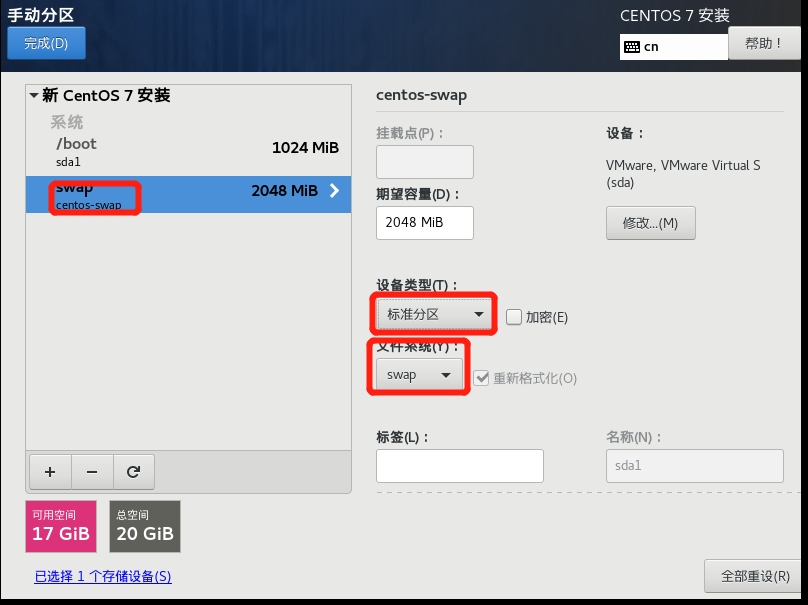 手动分区
CENTOS 7 安装
完成(D)
cn
帮助！
新 CentOS 7 安装
系统
/boot
1024 MiB
sda1
swap
2048 MiB
centos-swap
可用空间
17 GiB
总空间
20 GiB
已选择 1 个存储设备(S)
centos-swap
挂载点(P)：
设备：
VMware, VMware Virtual S
(sda)
期望容量(D)：
2048 MiB
修改...(M)
设备类型(T)：
标准分区
加密(E)
文件系统(Y)：
swap
重新格式化(O)
标签(L)：
名称(N)：
sda1
全部重设(R)